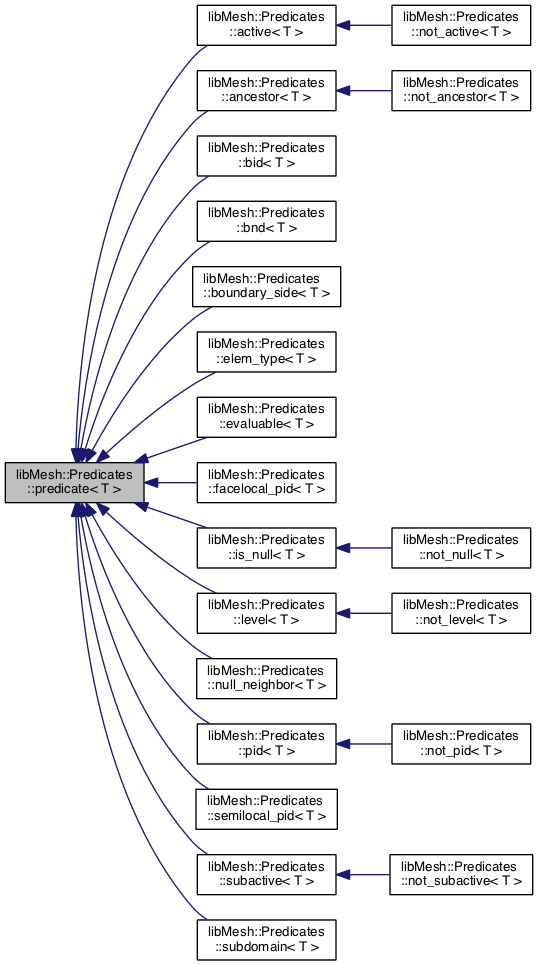 libMesh::Predicates
::active< T >
libMesh::Predicates
::not_active< T >
libMesh::Predicates
::ancestor< T >
libMesh::Predicates
::not_ancestor< T >
libMesh::Predicates
::bid< T >
libMesh::Predicates
::bnd< T >
libMesh::Predicates
::boundary_side< T >
libMesh::Predicates
::elem_type< T >
libMesh::Predicates
::evaluable< T >
libMesh::Predicates
::predicate< T >
libMesh::Predicates
::facelocal_pid< T >
libMesh::Predicates
::is_null< T >
libMesh::Predicates
::not_null< T >
libMesh::Predicates
::level< T >
libMesh::Predicates
::not_level< T >
libMesh::Predicates
::null_neighbor< T >
libMesh::Predicates
::pid< T >
libMesh::Predicates
::not_pid< T >
libMesh::Predicates
::semilocal_pid< T >
libMesh::Predicates
::subactive< T >
libMesh::Predicates
::not_subactive< T >
libMesh::Predicates
::subdomain< T >